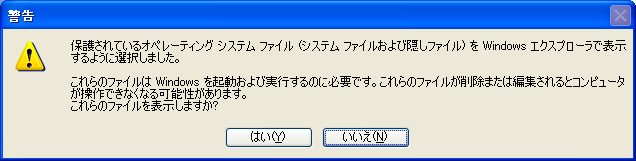 警告
保護されているオペレーティング システム ファイル (システム ファイルおよび隠しファイル) を Windows エクスプローラで表示
するように選択しました。
これらのファイルは Windows を起動および実行するのに必要です。これらのファイルが削除または編集されるとコンピュータ
が操作できなくなる可能性があります。
これらのファイルを表示しますか?
はい(Y) いいえ(N)